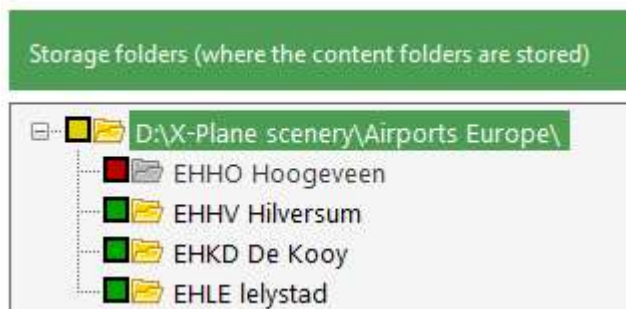 Storage folders (where the content folders are stored)
D:\X-Plane scenery\Airports Europe\
EHHO Hoogeveen
EHHV Hilversum
EHKD De Kooy
EHLE lelystad